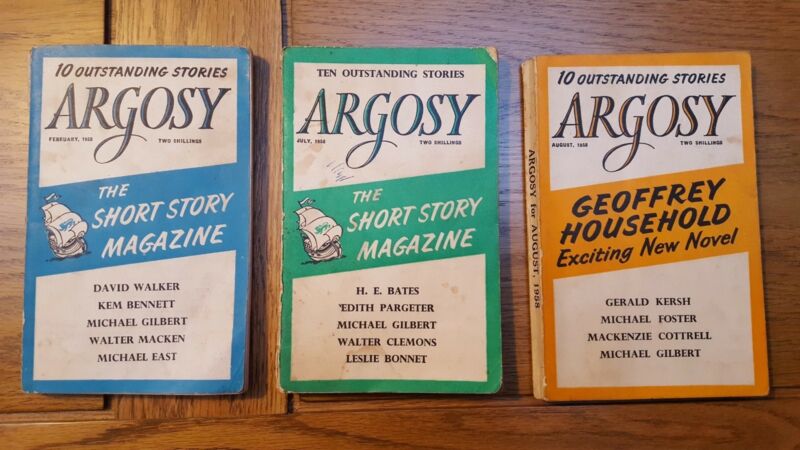 10 OUTSTANDING STORIES
ARGOSY
FEBRUARY, 1958 TWO SHILLINGS
THE
SHORT STORY
MAGAZINE
DAVID WALKER
KEM BENNETT
MICHAEL GILBERT
WALTER MACKEN
MICHAEL EAST
TEN OUTSTANDING STORIES
ARGOSY
JULY, 1958 TWO SHILLINGS
THE
SHORT STORY
MAGAZINE
H. E. BATES
EDITH PARGETER
MICHAEL GILBERT
WALTER CLEMONS
LESLIE BONNET
ARGOSY for AUGUST, 1958
10 OUTSTANDING STORIES
ARGOSY
AUGUST, 1958 TWO SHILLINGS
GEOFFREY
HOUSEHOLD
Exciting New Novel
GERALD KERSH
MICHAEL FOSTER
MACKENZIE COTTRELL
MICHAEL GILBERT